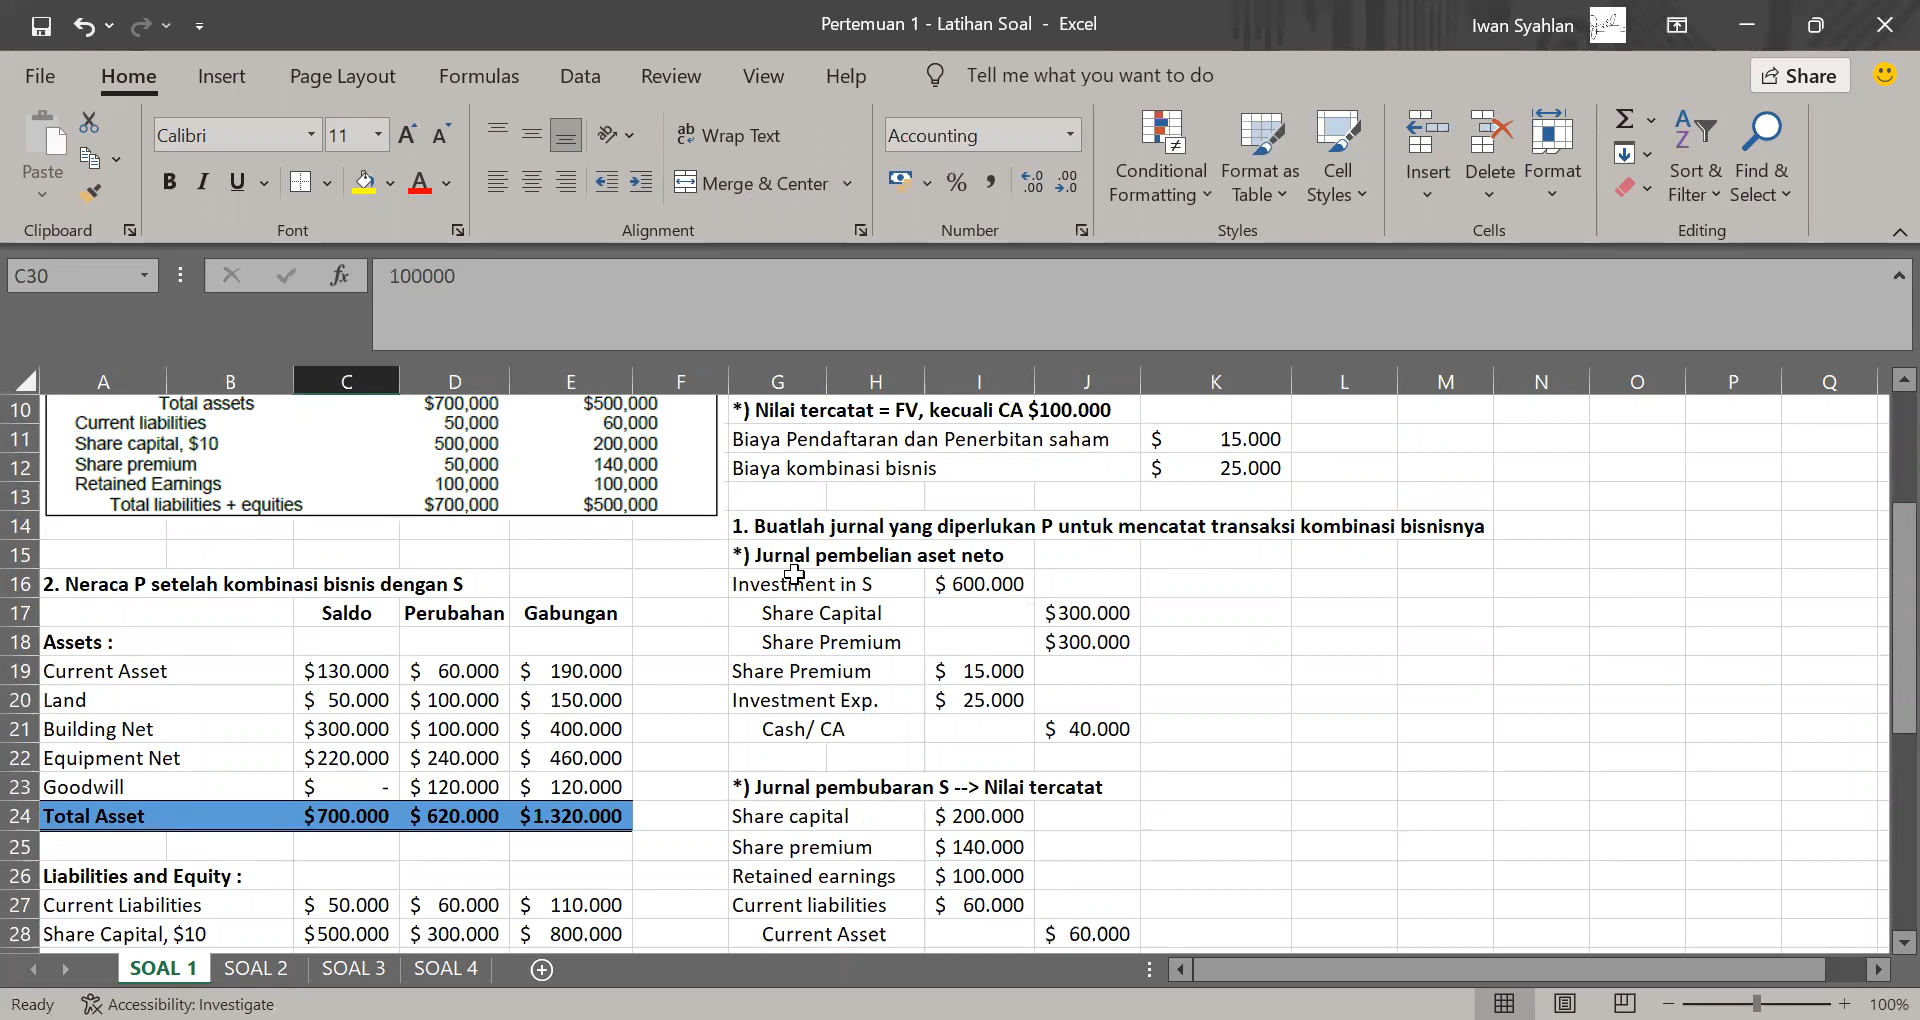 Pertemuan 1 - Latihan Soal - Excel
Iwan Syahlan
File Home Insert Page Layout Formulas Data Review View Help Tell me what you want to do Share
Calibri 11 ab Wrap Text Accounting
Paste B I U Merge & Center % Conditional Formatting Format as Table Cell Styles Insert Delete Format Sort & Filter Find & Select
Clipboard Font Alignment Number Styles Cells Editing
C30 fx 100000
A B C D E F G H I J K L M N O P Q
10 Total assets $700,000 $500,000 *) Nilai tercatat = FV, kecuali CA $100.000
11 Current liabilities 50,000 60,000 Biaya Pendaftaran dan Penerbitan saham $ 15.000
Share capital, $10 500,000 200,000
12 Share premium 50,000 140,000 Biaya kombinasi bisnis $ 25.000
13 Retained Earnings 100,000 100,000
Total liabilities + equities $700,000 $500,000
14 1. Buatlah jurnal yang diperlukan P untuk mencatat transaksi kombinasi bisnisnya
15 *) Jurnal pembelian aset neto
16 2. Neraca P setelah kombinasi bisnis dengan S Investment in S $ 600.000
17 Saldo Perubahan Gabungan Share Capital $300.000
18 Assets : Share Premium $300.000
19 Current Asset $130.000 $ 60.000 $ 190.000 Share Premium $ 15.000
20 Land $ 50.000 $ 100.000 $ 150.000 Investment Exp. $ 25.000
21 Building Net $300.000 $ 100.000 $ 400.000 Cash/ CA $ 40.000
22 Equipment Net $220.000 $ 240.000 $ 460.000
23 Goodwill $ - $ 120.000 $ 120.000 *) Jurnal pembubaran S --> Nilai tercatat
24 Total Asset $700.000 $ 620.000 $1.320.000 Share capital $ 200.000
25 Share premium $ 140.000
26 Liabilities and Equity : Retained earnings $ 100.000
27 Current Liabilities $ 50.000 $ 60.000 $ 110.000 Current liabilities $ 60.000
28 Share Capital, $10 $500.000 $ 300.000 $ 800.000 Current Asset $ 60.000
SOAL 1 SOAL 2 SOAL 3 SOAL 4
Ready Accessibility: Investigate 100%